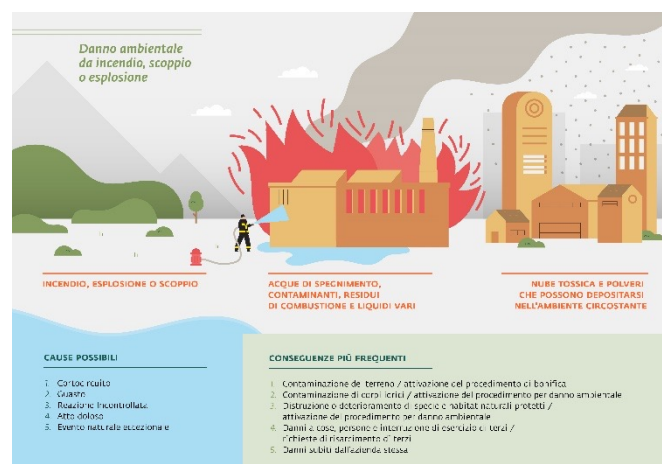 Danno ambientale
da incendio, scoppio
o esplosione
INCENDIO, ESPLOSIONE O SCOPPIO
ACQUE DI SPEGNIMENTO,
CONTAMINANTI, RESIDUI
DI COMBUSTIONE E LIQUIDI VARI
NUBE TOSSICA E POLVERI
CHE POSSONO DEPOSITARSI
NELL'AMBIENTE CIRCOSTANTE
CAUSE POSSIBILI
1. Cortocircuito
2. Guasto
3. Reazione incontrollata
4. Atto doloso
5. Evento naturale eccezionale
CONSEGUENZE PIÙ FREQUENTI
1. Contaminazione del terreno / attivazione del procedimento di bonifica
2. Contaminazione di corpi idrici / attivazione del procedimento per danno ambientale
3. Distruzione o deterioramento di specie e habitat naturali protetti /
attivazione del procedimento per danno ambientale
4. Danni a cose, persone e interruzione di esercizio di terzi /
richieste di risarcimento di terzi
5. Danni subiti dall'azienda stessa